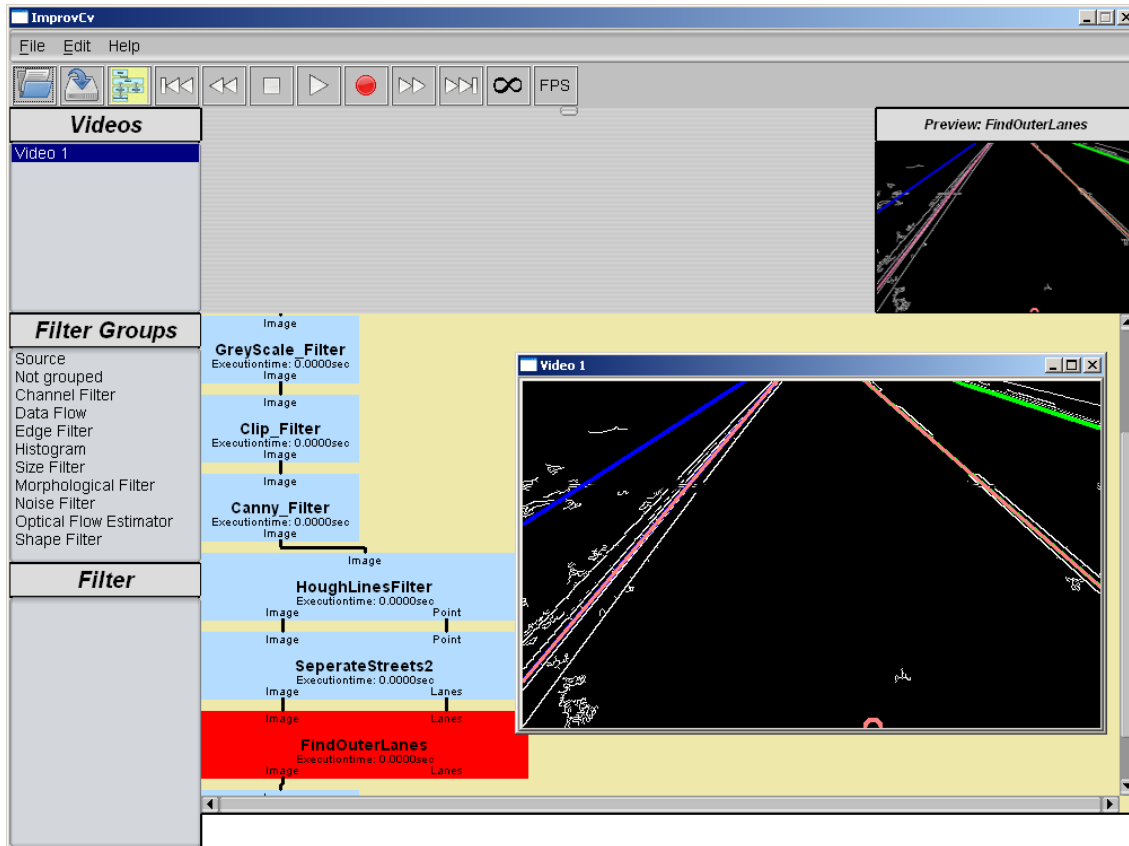 ImprovCv
File Edit Help
FPS
Videos
Video 1
Preview: FindOuterLanes
Filter Groups
Source
Not grouped
Channel Filter
Data Flow
Edge Filter
Histogram
Size Filter
Morphological Filter
Noise Filter
Optical Flow Estimator
Shape Filter
Filter
Image
GreyScale_Filter
Executiontime: 0.0000sec
Image
Image
Clip_Filter
Executiontime: 0.0000sec
Image
Image
Canny_Filter
Executiontime: 0.0000sec
Image
Image
HoughLinesFilter
Executiontime: 0.0000sec
Image Point
Image Point
SeperateStreets2
Executiontime: 0.0000sec
Image Lanes
Image Lanes
FindOuterLanes
Executiontime: 0.0000sec
Image Lanes
Video 1